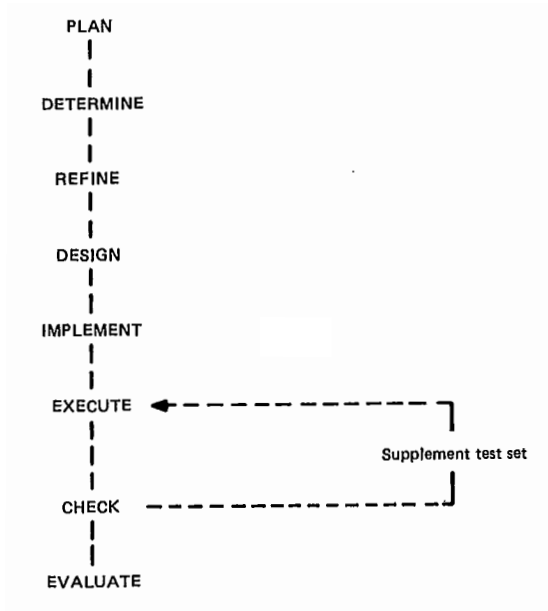 PLAN
DETERMINE
REFINE
DESIGN
IMPLEMENT
EXECUTE
Supplement test set
CHECK
EVALUATE